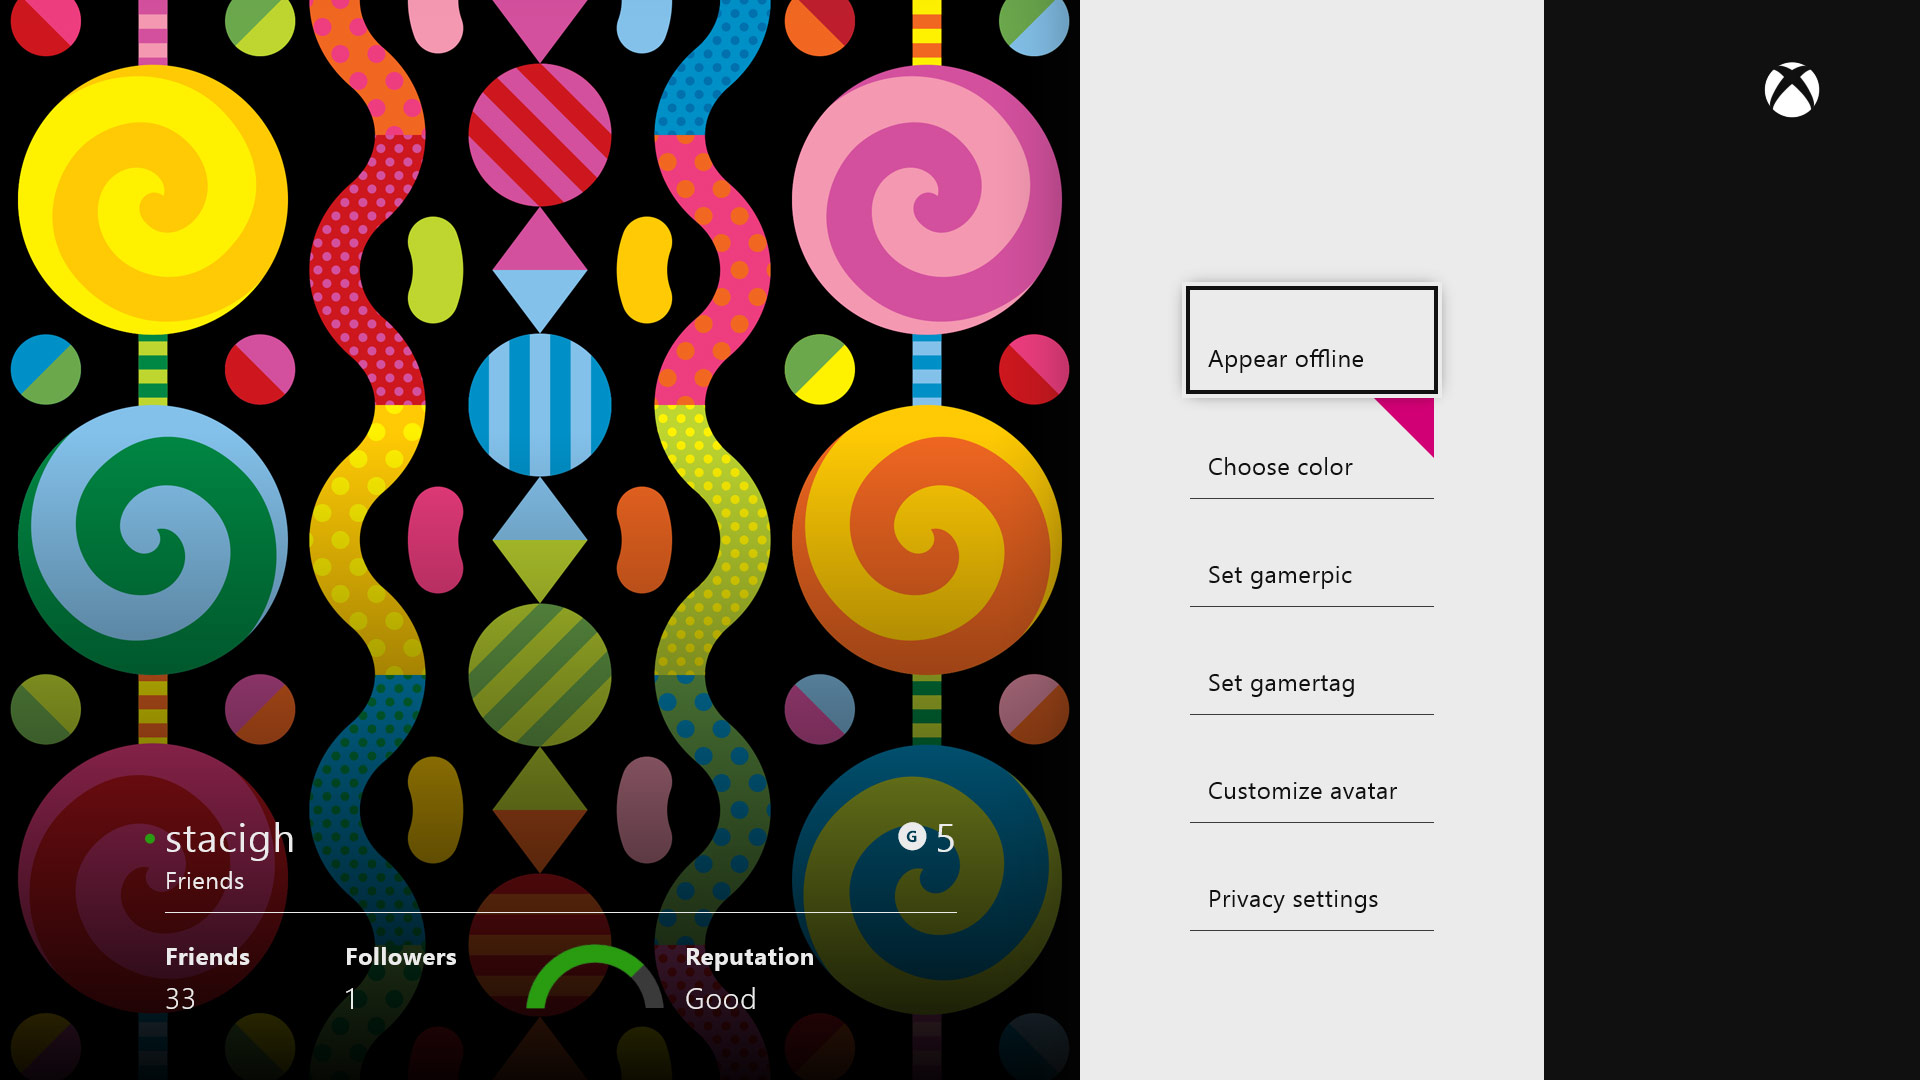 stacigh
G 5
Friends
Friends
Followers
Reputation
33
1
Good
Appear offline
Choose color
Set gamerpic
Set gamertag
Customize avatar
Privacy settings